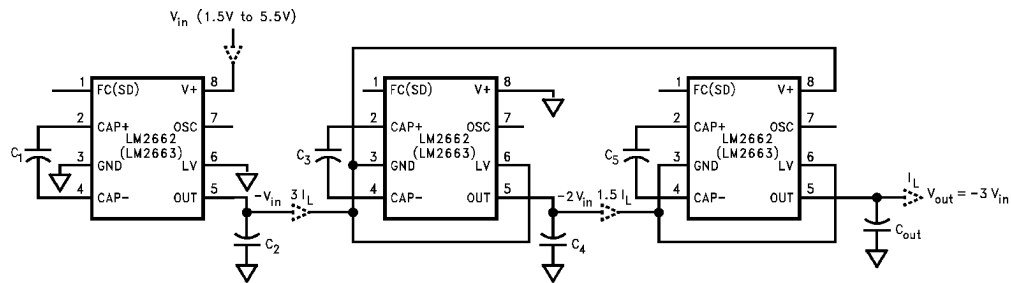 V_in (1.5V to 5.5V)
1 FC(SD) V+ 8
2 CAP+ OSC 7
LM2662
(LM2663)
3 GND LV 6
4 CAP- OUT 5
C_1
-V_in 3 I_L
C_2
1 FC(SD) V+ 8
2 CAP+ OSC 7
LM2662
(LM2663)
3 GND LV 6
4 CAP- OUT 5
C_3
-2 V_in 1.5 I_L
C_4
1 FC(SD) V+ 8
2 CAP+ OSC 7
LM2662
(LM2663)
3 GND LV 6
4 CAP- OUT 5
C_5
I_L
V_out = -3 V_in
C_out